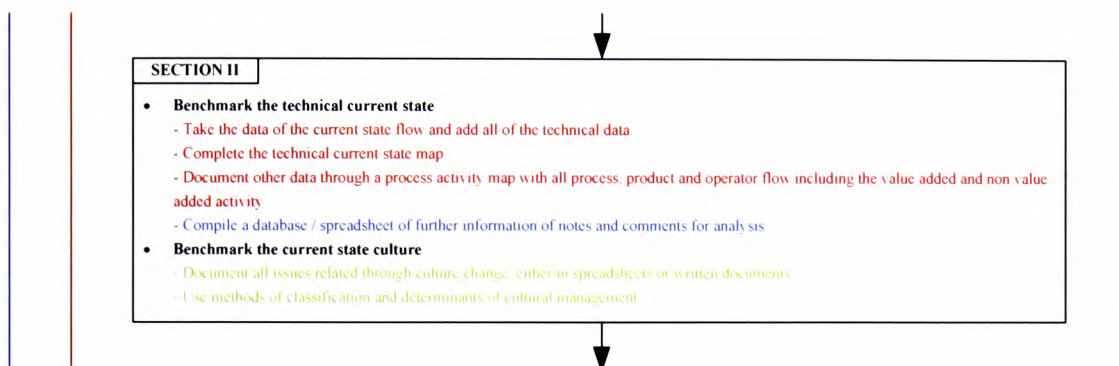 SECTION II
• Benchmark the technical current state
- Take the data of the current state flow and add all of the technical data
- Complete the technical current state map
- Document other data through a process activity map with all process, product and operator flow including the value added and non value
added activity
- Compile a database / spreadsheet of further information of notes and comments for analysis
• Benchmark the current state culture
- Document all issues related through culture change, either in spreadsheets or written documents
- Use methods of classification and determinants of cultural management